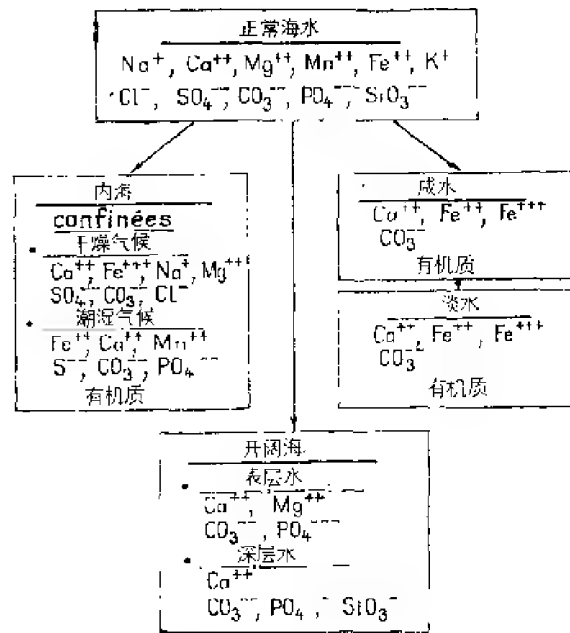 正常海水
Na⁺, Ca⁺⁺, Mg⁺⁺, Mn⁺⁺, Fe⁺⁺, K⁺
Cl⁻, SO₄⁻⁻, CO₃⁻⁻, PO₄⁻⁻⁻, SiO₃⁻⁻
内海
confinées
• 干燥气候
Ca⁺⁺, Fe⁺⁺⁺, Na⁺, Mg⁺⁺
SO₄⁻⁻, CO₃⁻⁻, Cl⁻
• 潮湿气候
Fe⁺⁺, Ca⁺⁺, Mn⁺⁺
S⁻⁻, CO₃⁻⁻, PO₄⁻⁻⁻
有机质
咸水
Ca⁺⁺, Fe⁺⁺, Fe⁺⁺⁺
CO₃⁻⁻
有机质
淡水
Ca⁺⁺, Fe⁺⁺, Fe⁺⁺⁺
CO₃⁻
有机质
开阔海
• 表层水
Ca⁺⁺, Mg⁺⁺
CO₃⁻⁻, PO₄⁻⁻⁻
• 深层水
Ca⁺⁺
CO₃⁻⁻, PO₄ ,⁻ SiO₃⁻